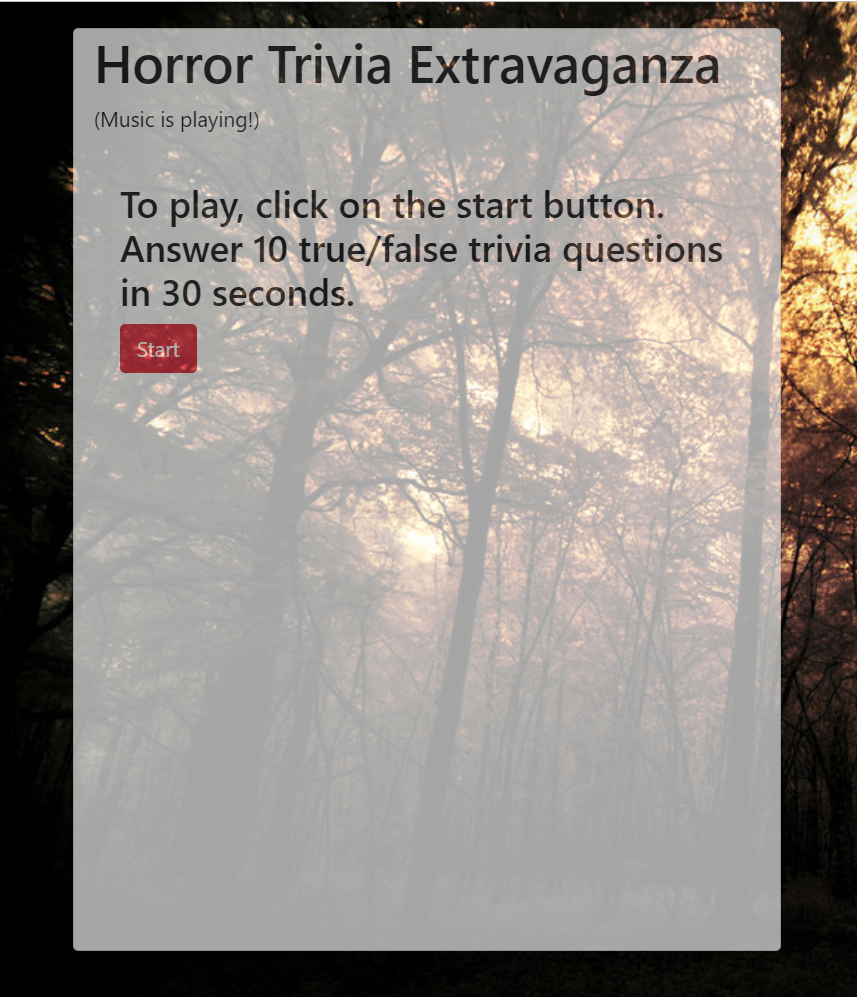 Horror Trivia Extravaganza
(Music is playing!)
To play, click on the start button.
Answer 10 true/false trivia questions
in 30 seconds.
Start